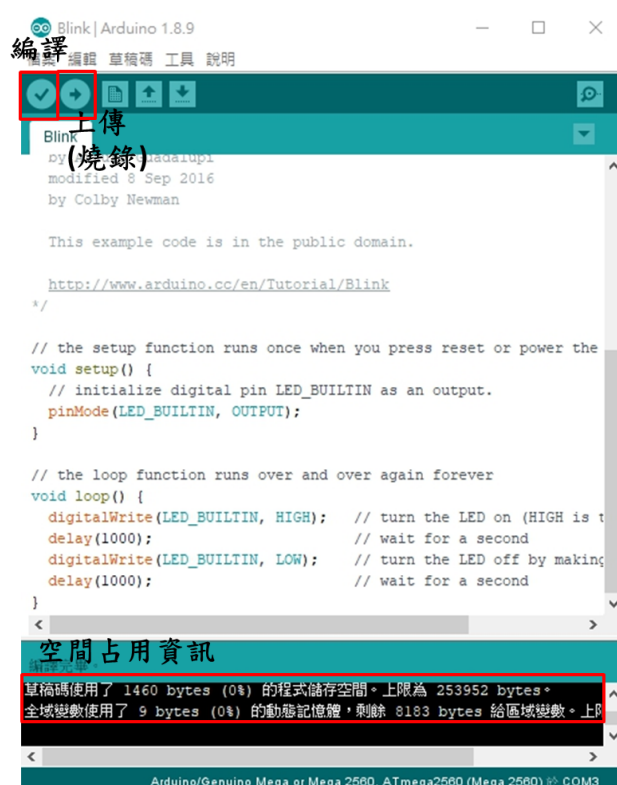 Blink | Arduino 1.8.9
編譯
編輯 草稿碼 工具 說明
上傳
(燒錄)
Blink
modified 8 Sep 2016
by Colby Newman
This example code is in the public domain.
http://www.arduino.cc/en/Tutorial/Blink
*/
// the setup function runs once when you press reset or power the
void setup() {
// initialize digital pin LED_BUILTIN as an output.
pinMode(LED_BUILTIN, OUTPUT);
}
// the loop function runs over and over again forever
void loop() {
digitalWrite(LED_BUILTIN, HIGH); // turn the LED on (HIGH is t
delay(1000); // wait for a second
digitalWrite(LED_BUILTIN, LOW); // turn the LED off by making
delay(1000); // wait for a second
}
空間占用資訊
草稿碼使用了 1460 bytes (0%) 的程式儲存空間。上限為 253952 bytes。
全域變數使用了 9 bytes (0%) 的動態記憶體，剩餘 8183 bytes 給區域變數。上限
Arduino/Genuino Mega or Mega 2560, ATmega2560 (Mega 2560) 於 COM3